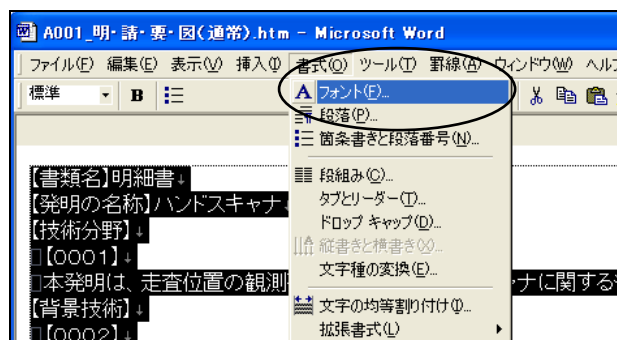 A001_明・請・要・図(通常).htm - Microsoft Word
ファイル(F) 編集(E) 表示(V) 挿入(I) 書式(O) ツール(T) 罫線(A) ウィンドウ(W) ヘル
標準 B A フォント(F)...
段落(P)...
箇条書きと段落番号(N)...
段組み(C)...
タブとリーダー(T)...
ドロップ キャップ(D)...
縦書きと横書き(X)...
文字種の変換(E)...
文字の均等割り付け(I)...
拡張書式(L)
【書類名】明細書↓
【発明の名称】ハンドスキャナ
【技術分野】↓
【0001】↓
本発明は、走査位置の観測 ナに関する
【背景技術】↓
【0002】↓